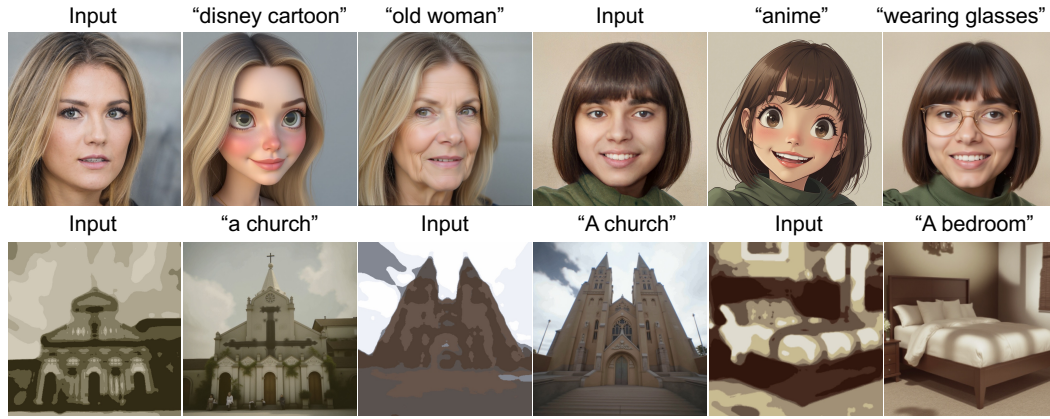 Input “disney cartoon” “old woman” Input “anime” “wearing glasses”
Input “a church” Input “A church” Input “A bedroom”